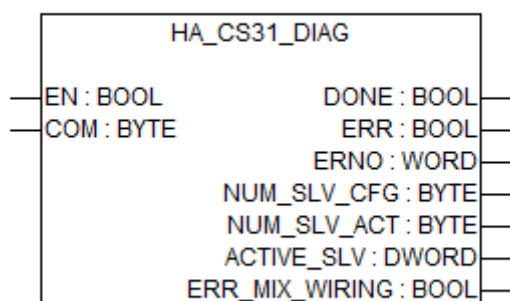 HA_CS31_DIAG
EN : BOOL DONE : BOOL
COM : BYTE ERR : BOOL
ERNO : WORD
NUM_SLV_CFG : BYTE
NUM_SLV_ACT : BYTE
ACTIVE_SLV : DWORD
ERR_MIX_WIRING : BOOL